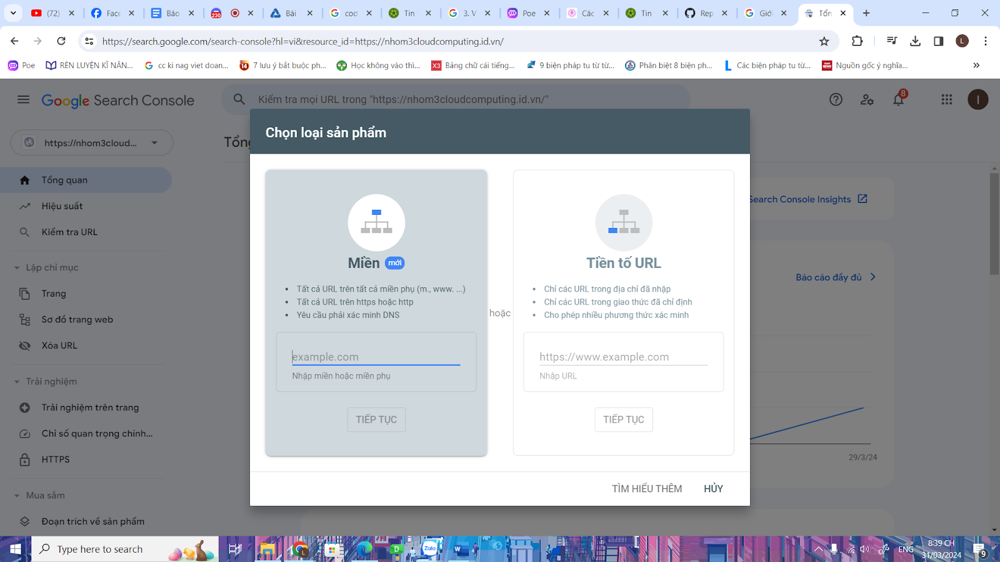 (72)
Face
Báo
230
Bài
cod
Tin
3. V
Poe
Các
Tin
Rep
Giới
Tổn
https://search.google.com/search-console?hl=vi&resource_id=https://nhom3cloudcomputing.id.vn/
L
Poe
RÈN LUYỆN KĨ NĂN...
cc ki nag viet doan...
7 lưu ý bắt buộc ph...
Học không vào thì...
Bảng chữ cái tiếng...
9 biện pháp tu từ từ...
Phân biệt 8 biện ph...
Các biện pháp tu từ...
Nguồn gốc ý nghĩa...
Google Search Console
Kiểm tra mọi URL trong "https://nhom3cloudcomputing.id.vn/"
8
I
https://nhom3cloud...
Tổng quan
Hiệu suất
Kiểm tra URL
Lập chỉ mục
Trang
Sơ đồ trang web
Xóa URL
Trải nghiệm
Trải nghiệm trên trang
Chỉ số quan trọng chính...
HTTPS
Mua sắm
Đoạn trích về sản phẩm
Tổng
Search Console Insights
Báo cáo đầy đủ
29/3/24
Chọn loại sản phẩm
Miền mới
• Tất cả URL trên tất cả miền phụ (m., www. ...)
• Tất cả URL trên https hoặc http
• Yêu cầu phải xác minh DNS
example.com
Nhập miền hoặc miền phụ
TIẾP TỤC
hoặc
Tiền tố URL
• Chỉ các URL trong địa chỉ đã nhập
• Chỉ các URL trong giao thức đã chỉ định
• Cho phép nhiều phương thức xác minh
https://www.example.com
Nhập URL
TIẾP TỤC
TÌM HIỂU THÊM
HỦY
Type here to search
L
D
Zalo
W
ENG
8:39 CH
31/03/2024
9